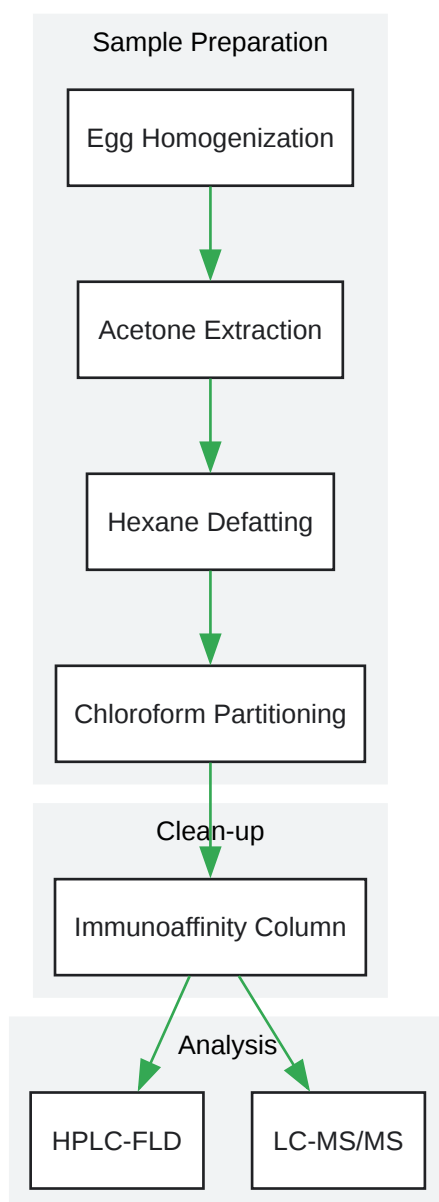 Sample Preparation
Egg Homogenization
Acetone Extraction
Hexane Defatting
Chloroform Partitioning
Clean-up
Immunoaffinity Column
Analysis
HPLC-FLD
LC-MS/MS